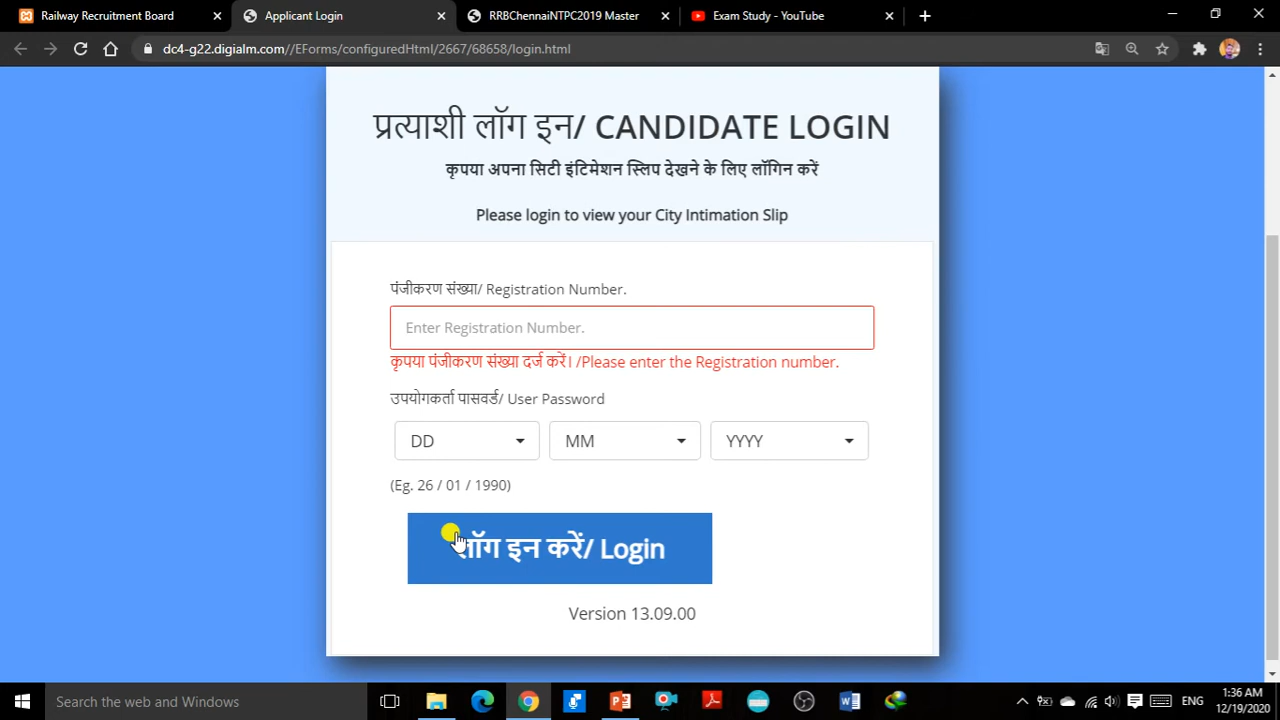 Railway Recruitment Board
Applicant Login
RRBChennaiNTPC2019 Master
Exam Study - YouTube
dc4-g22.digialm.com//EForms/configuredHtml/2667/68658/login.html
प्रत्याशी लॉग इन/ CANDIDATE LOGIN
कृपया अपना सिटी इंटिमेशन स्लिप देखने के लिए लॉगिन करें
Please login to view your City Intimation Slip
पंजीकरण संख्या/ Registration Number.
Enter Registration Number.
कृपया पंजीकरण संख्या दर्ज करें। /Please enter the Registration number.
उपयोगकर्ता पासवर्ड/ User Password
DD MM YYYY
(Eg. 26 / 01 / 1990)
लॉग इन करें/ Login
Version 13.09.00
Search the web and Windows
ENG
1:36 AM
12/19/2020